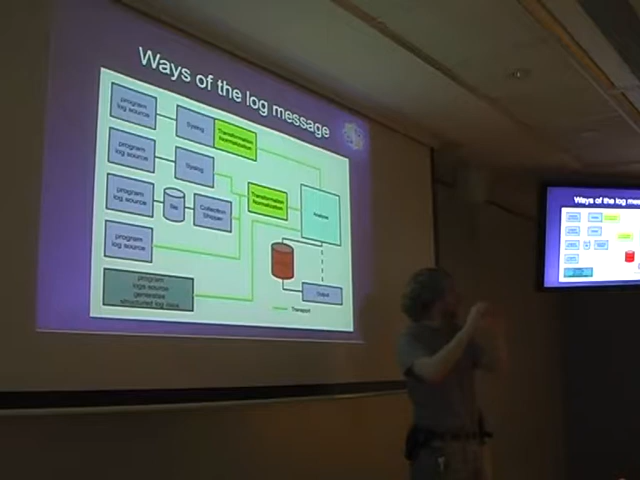 Ways of the log message
program
log source
Syslog
Transformation
Normalization
program
log source
Syslog
program
log source
file
Collection
Shipper
Transformation
Normalization
Analysis
program
log source
program
logs source
generates
structured log issue
Output
Transport
Ways of the log mes